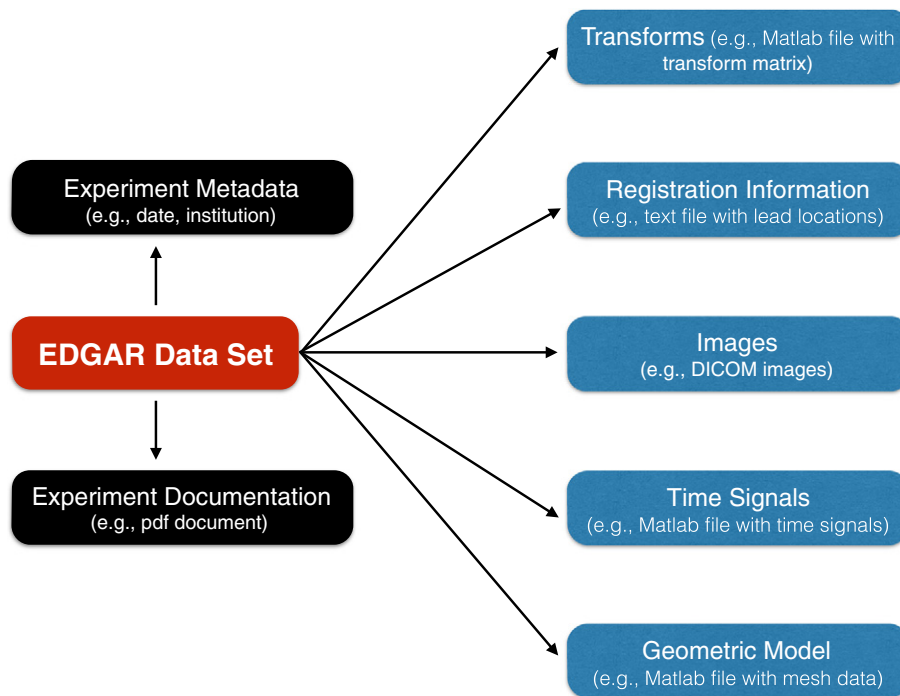 Transforms (e.g., Matlab file with
transform matrix)
Experiment Metadata
(e.g., date, institution)
Registration Information
(e.g., text file with lead locations)
EDGAR Data Set
Images
(e.g., DICOM images)
Experiment Documentation
(e.g., pdf document)
Time Signals
(e.g., Matlab file with time signals)
Geometric Model
(e.g., Matlab file with mesh data)